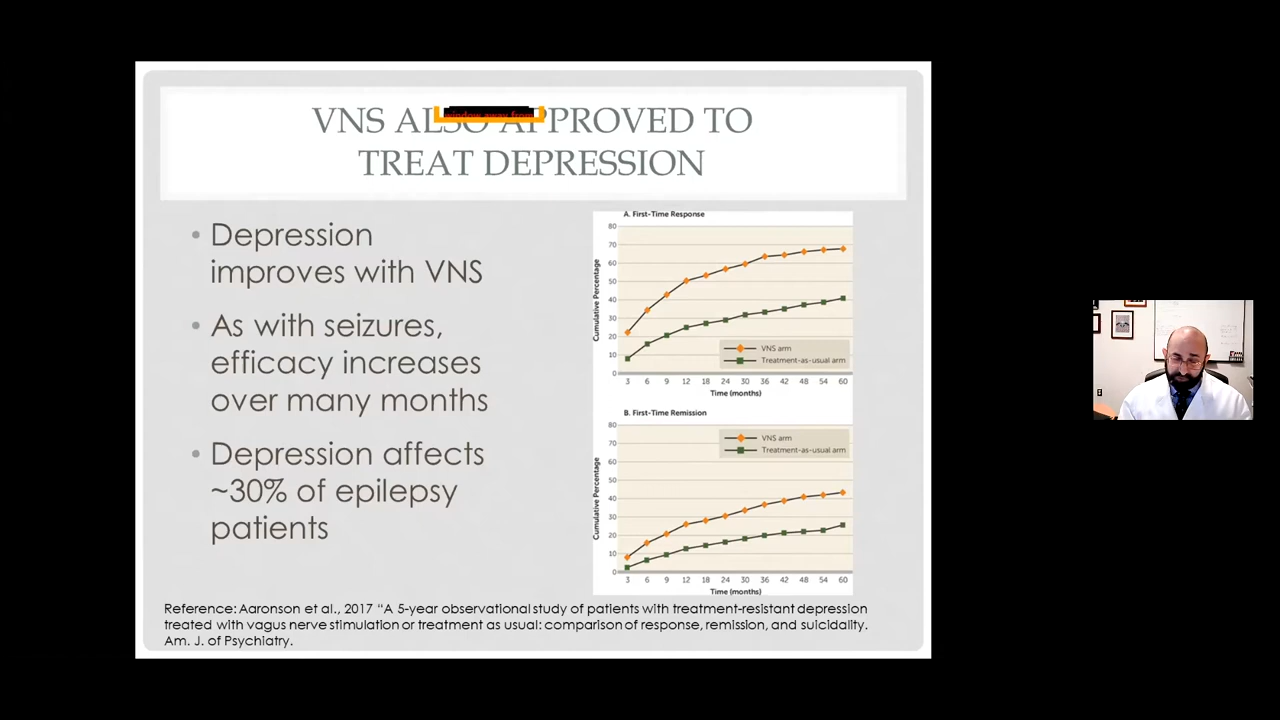 VNS ALSO APPROVED TO
window away from
TREAT DEPRESSION
• Depression
improves with VNS
• As with seizures,
efficacy increases
over many months
• Depression affects
~30% of epilepsy
patients
A. First-Time Response
Cumulative Percentage
80
70
60
50
40
30
20
10
0
VNS arm
Treatment-as-usual arm
3 6 9 12 18 24 30 36 42 48 54 60
Time (months)
B. First-Time Remission
Cumulative Percentage
80
70
60
50
40
30
20
10
0
VNS arm
Treatment-as-usual arm
3 6 9 12 18 24 30 36 42 48 54 60
Time (months)
Reference: Aaronson et al., 2017 “A 5-year observational study of patients with treatment-resistant depression
treated with vagus nerve stimulation or treatment as usual: comparison of response, remission, and suicidality.
Am. J. of Psychiatry.